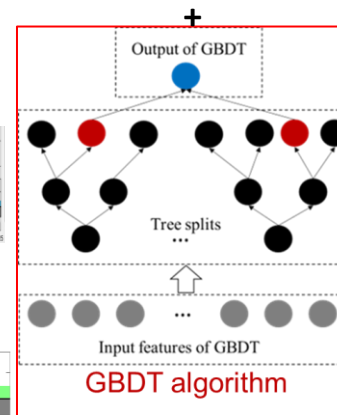 +
Output of GBDT
Tree splits
...
...
Input features of GBDT
GBDT algorithm